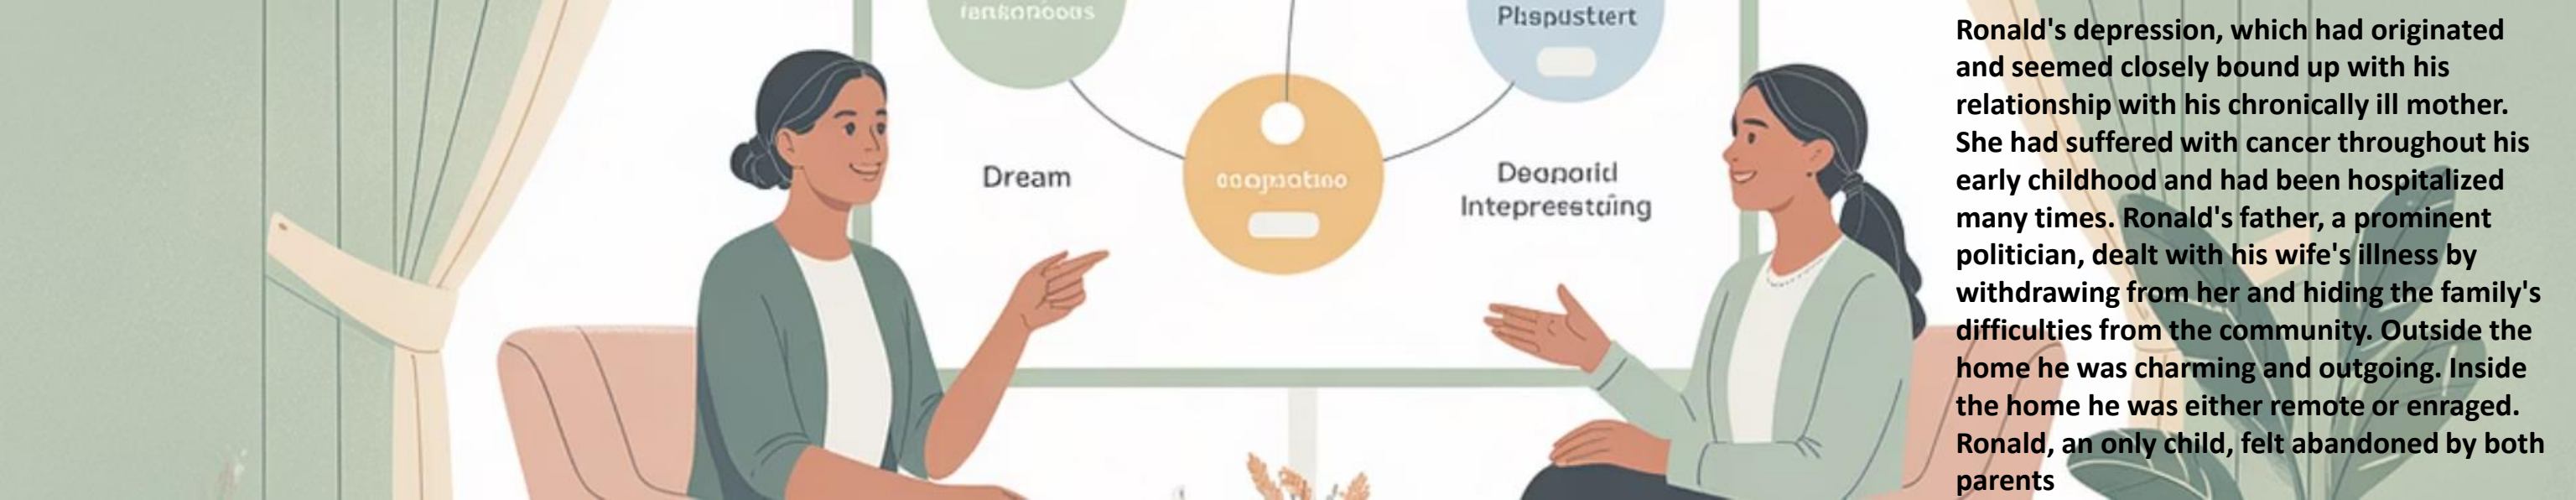 Dream
Ronald's depression, which had originated
and seemed closely bound up with his
relationship with his chronically ill mother.
She had suffered with cancer throughout his
early childhood and had been hospitalized
many times. Ronald's father, a prominent
politician, dealt with his wife's illness by
withdrawing from her and hiding the family's
difficulties from the community. Outside the
home he was charming and outgoing. Inside
the home he was either remote or enraged.
Ronald, an only child, felt abandoned by both
parents